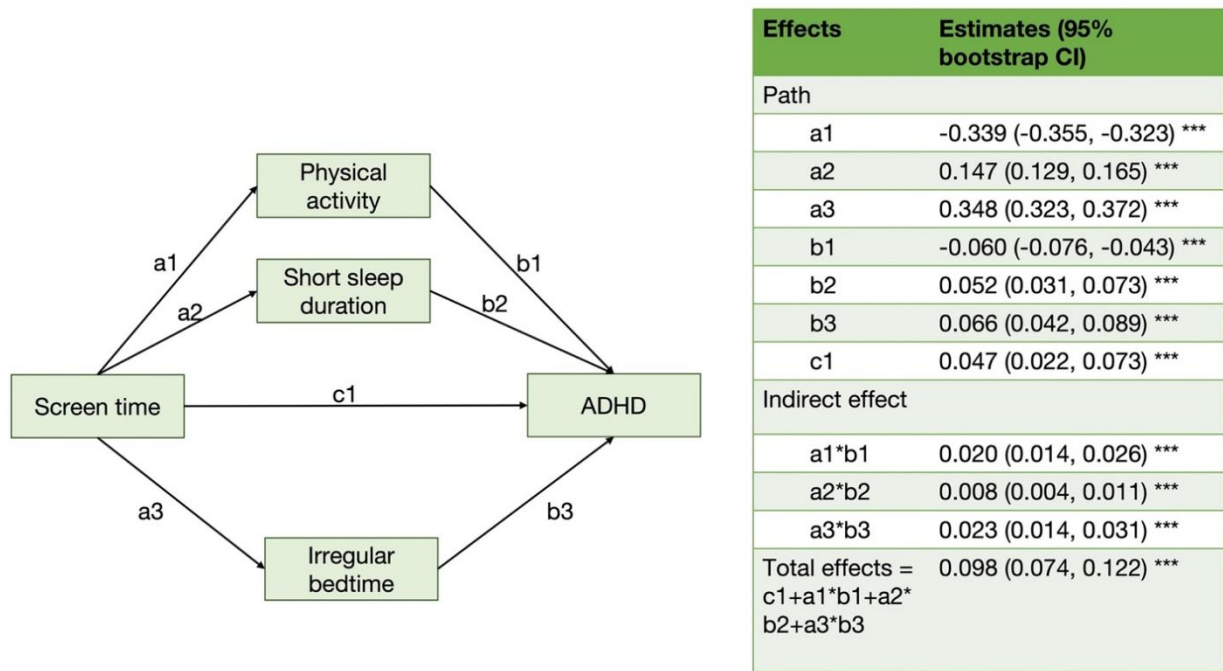 Physical
activity
a1
b1
Short sleep
duration
a2
b2
Screen time
c1
ADHD
a3
b3
Irregular
bedtime
Effects Estimates (95%
bootstrap CI)
Path
a1 -0.339 (-0.355, -0.323) ***
a2 0.147 (0.129, 0.165) ***
a3 0.348 (0.323, 0.372) ***
b1 -0.060 (-0.076, -0.043) ***
b2 0.052 (0.031, 0.073) ***
b3 0.066 (0.042, 0.089) ***
c1 0.047 (0.022, 0.073) ***
Indirect effect
a1*b1 0.020 (0.014, 0.026) ***
a2*b2 0.008 (0.004, 0.011) ***
a3*b3 0.023 (0.014, 0.031) ***
Total effects = 0.098 (0.074, 0.122) ***
c1+a1*b1+a2*
b2+a3*b3